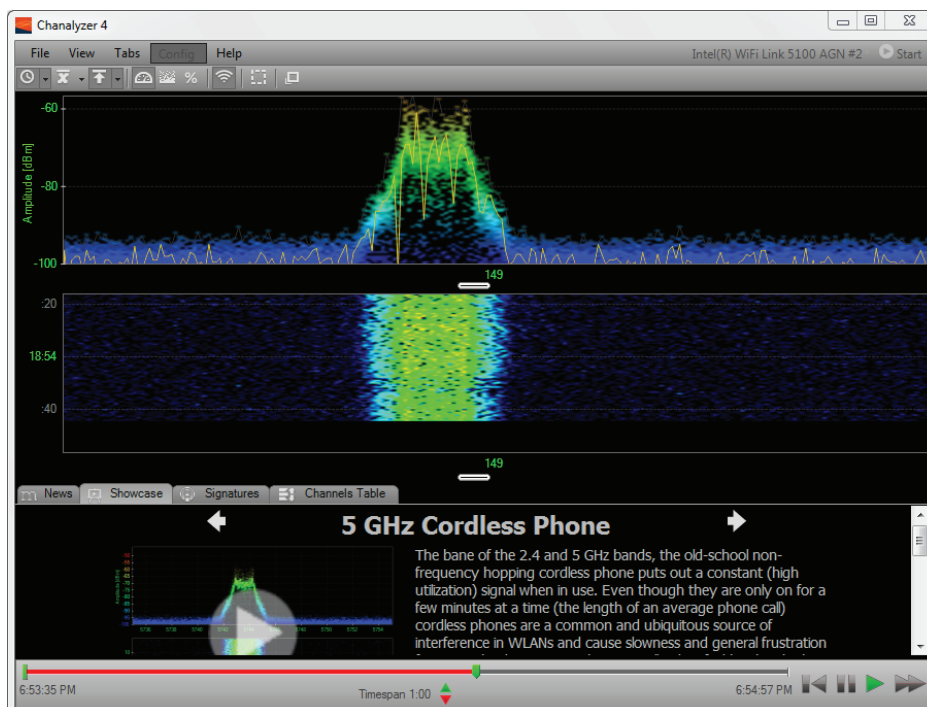 Chanalyzer 4
File View Tabs Config Help Intel(R) WiFi Link 5100 AGN #2 Start
%
-60
-80
-100
Amplitude [dBm]
149
:20
18:54
:40
149
News Showcase Signatures Channels Table
5 GHz Cordless Phone
The bane of the 2.4 and 5 GHz bands, the old-school non-
frequency hopping cordless phone puts out a constant (high
utilization) signal when in use. Even though they are only on for a
few minutes at a time (the length of an average phone call)
cordless phones are a common and ubiquitous source of
interference in WLANs and cause slowness and general frustration
6:53:35 PM Timespan 1:00 6:54:57 PM